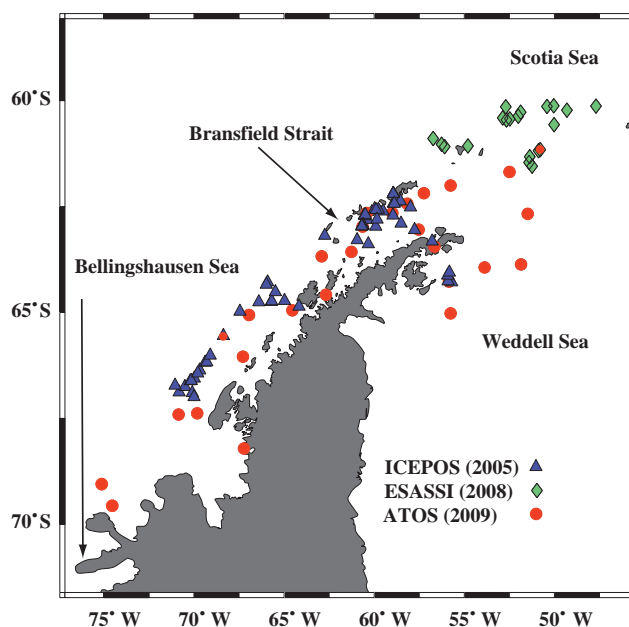 Scotia Sea
60˚S
Bransfield Strait
Bellingshausen Sea
65˚S
Weddell Sea
ICEPOS (2005)
ESASSI (2008)
ATOS (2009)
70˚S
75˚ W 70˚ W 65˚ W 60˚ W 55˚ W 50˚ W